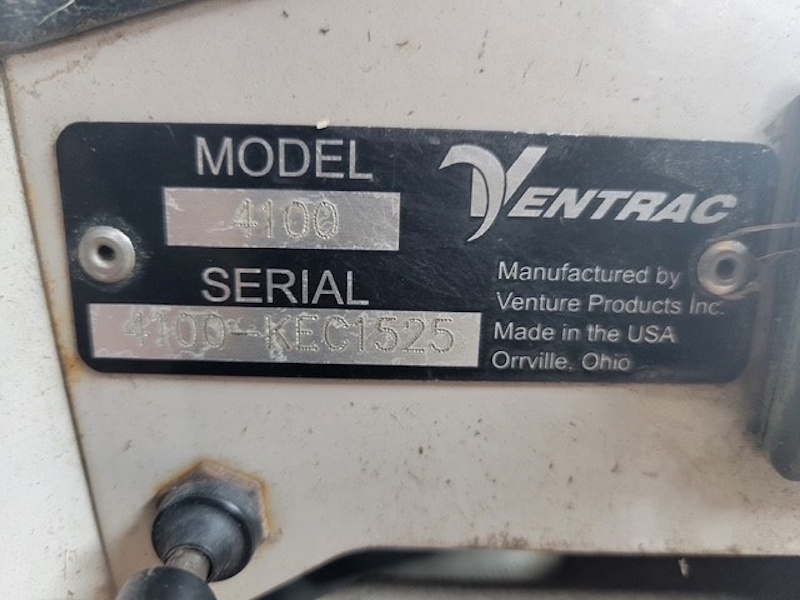 MODEL
4100
SERIAL
4100-KEC1525
VENTRAC
Manufactured by
Venture Products Inc.
Made in the USA
Orrville, Ohio